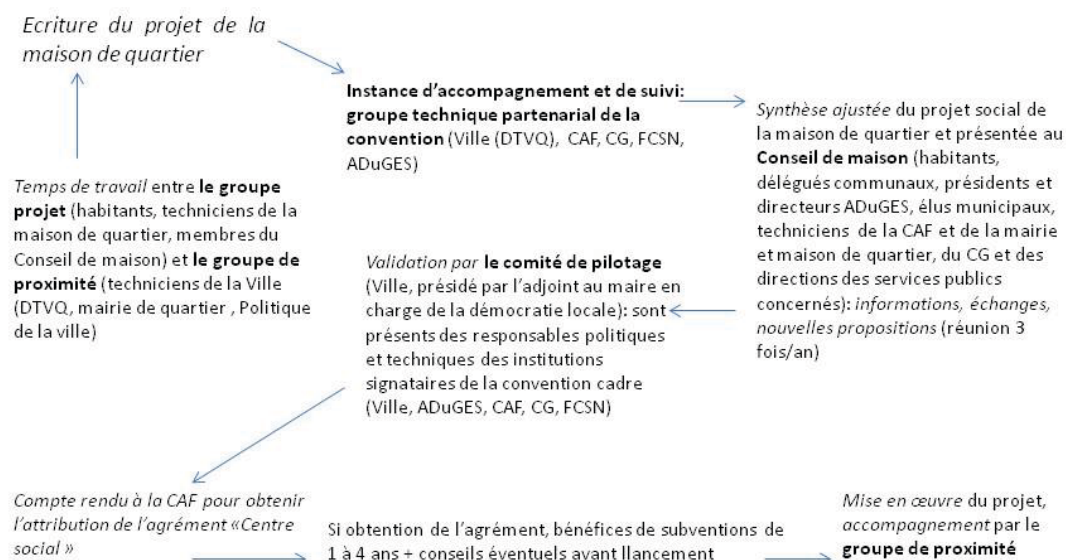 Ecriture du projet de la
maison de quartier
Instance d'accompagnement et de suivi:
groupe technique partenarial de la
convention (Ville (DTVQ), CAF, CG, FCSN,
ADuGES)
Synthèse ajustée du projet social de
la maison de quartier et présentée au
Conseil de maison (habitants,
délégués communaux, présidents et
directeurs ADuGES, élus municipaux,
techniciens de la CAF et de la mairie
et maison de quartier, du CG et des
directions des services publics
concernés): informations, échanges,
nouvelles propositions (réunion 3
fois/an)
Temps de travail entre le groupe
projet (habitants, techniciens de la
maison de quartier, membres du
Conseil de maison) et le groupe de
proximité (techniciens de la Ville
(DTVQ, mairie de quartier , Politique
de la ville)
Validation par le comité de pilotage
(Ville, présidé par l'adjoint au maire en
charge de la démocratie locale): sont
présents des responsables politiques
et techniques des institutions
signataires de la convention cadre
(Ville, ADuGES, CAF, CG, FCSN)
Compte rendu à la CAF pour obtenir
l'attribution de l'agrément «Centre
social »
Si obtention de l'agrément, bénéfices de subventions de
1 à 4 ans + conseils éventuels avant llancement
Mise en œuvre du projet,
accompagnement par le
groupe de proximité